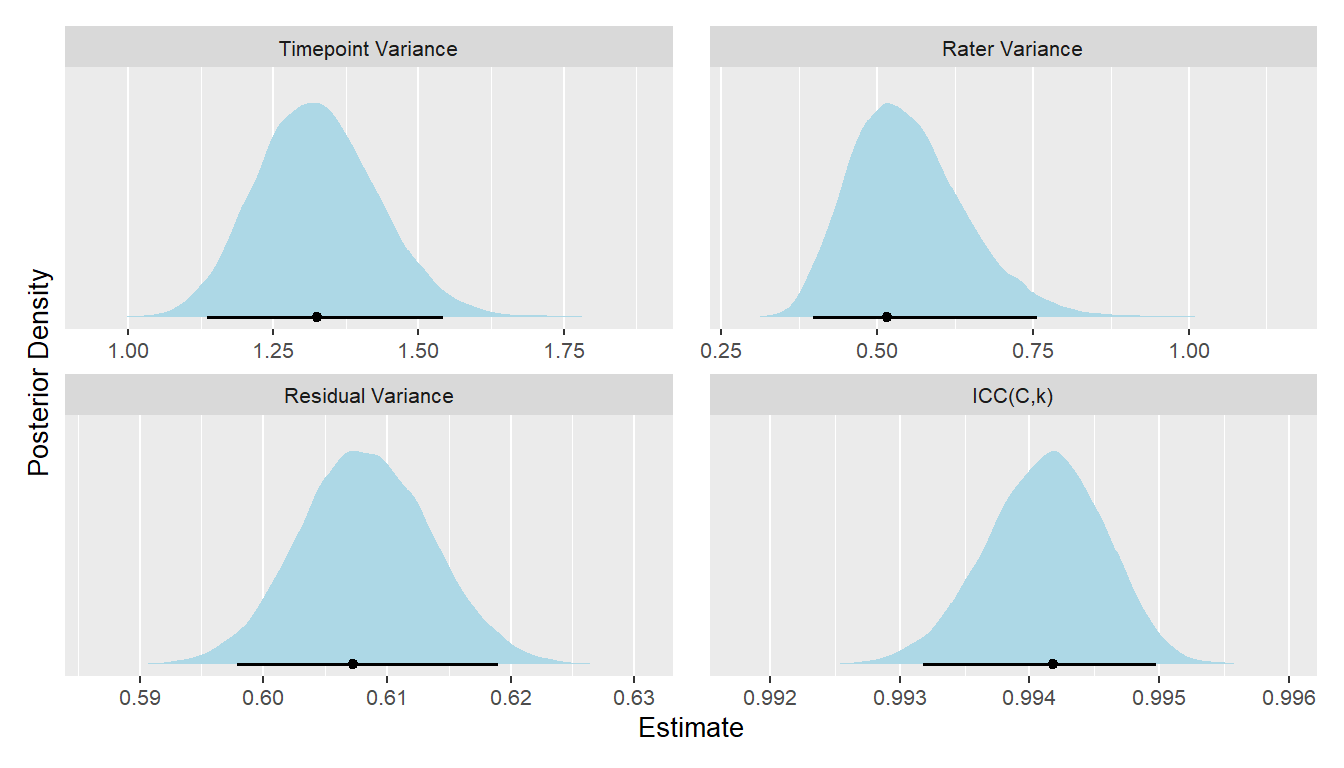 Timepoint Variance
Rater Variance
1.00 1.25 1.50 1.75
0.25 0.50 0.75 1.00
Posterior Density
Residual Variance
ICC(C,k)
0.59 0.60 0.61 0.62 0.63
0.992 0.993 0.994 0.995 0.996
Estimate